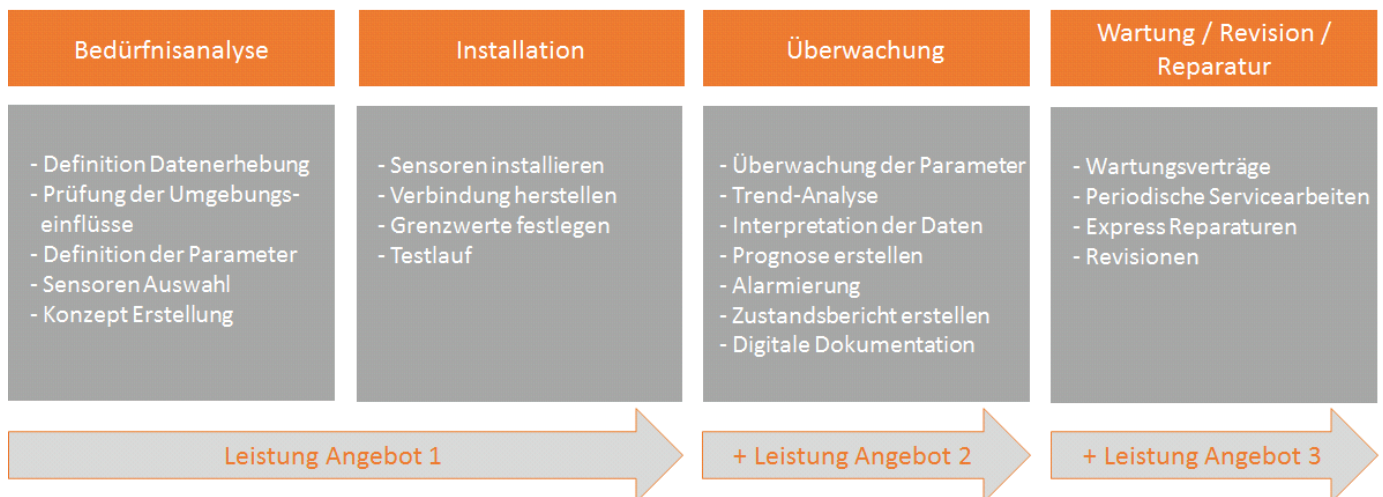 Bedürfnisanalyse
- Definition Datenerhebung
- Prüfung der Umgebungs-
einflüsse
- Definition der Parameter
- Sensoren Auswahl
- Konzept Erstellung
Installation
- Sensoren installieren
- Verbindung herstellen
- Grenzwerte festlegen
- Testlauf
Überwachung
- Überwachung der Parameter
- Trend-Analyse
- Interpretation der Daten
- Prognose erstellen
- Alarmierung
- Zustandsbericht erstellen
- Digitale Dokumentation
Wartung / Revision /
Reparatur
- Wartungsverträge
- Periodische Servicearbeiten
- Express Reparaturen
- Revisionen
Leistung Angebot 1
+ Leistung Angebot 2
+ Leistung Angebot 3